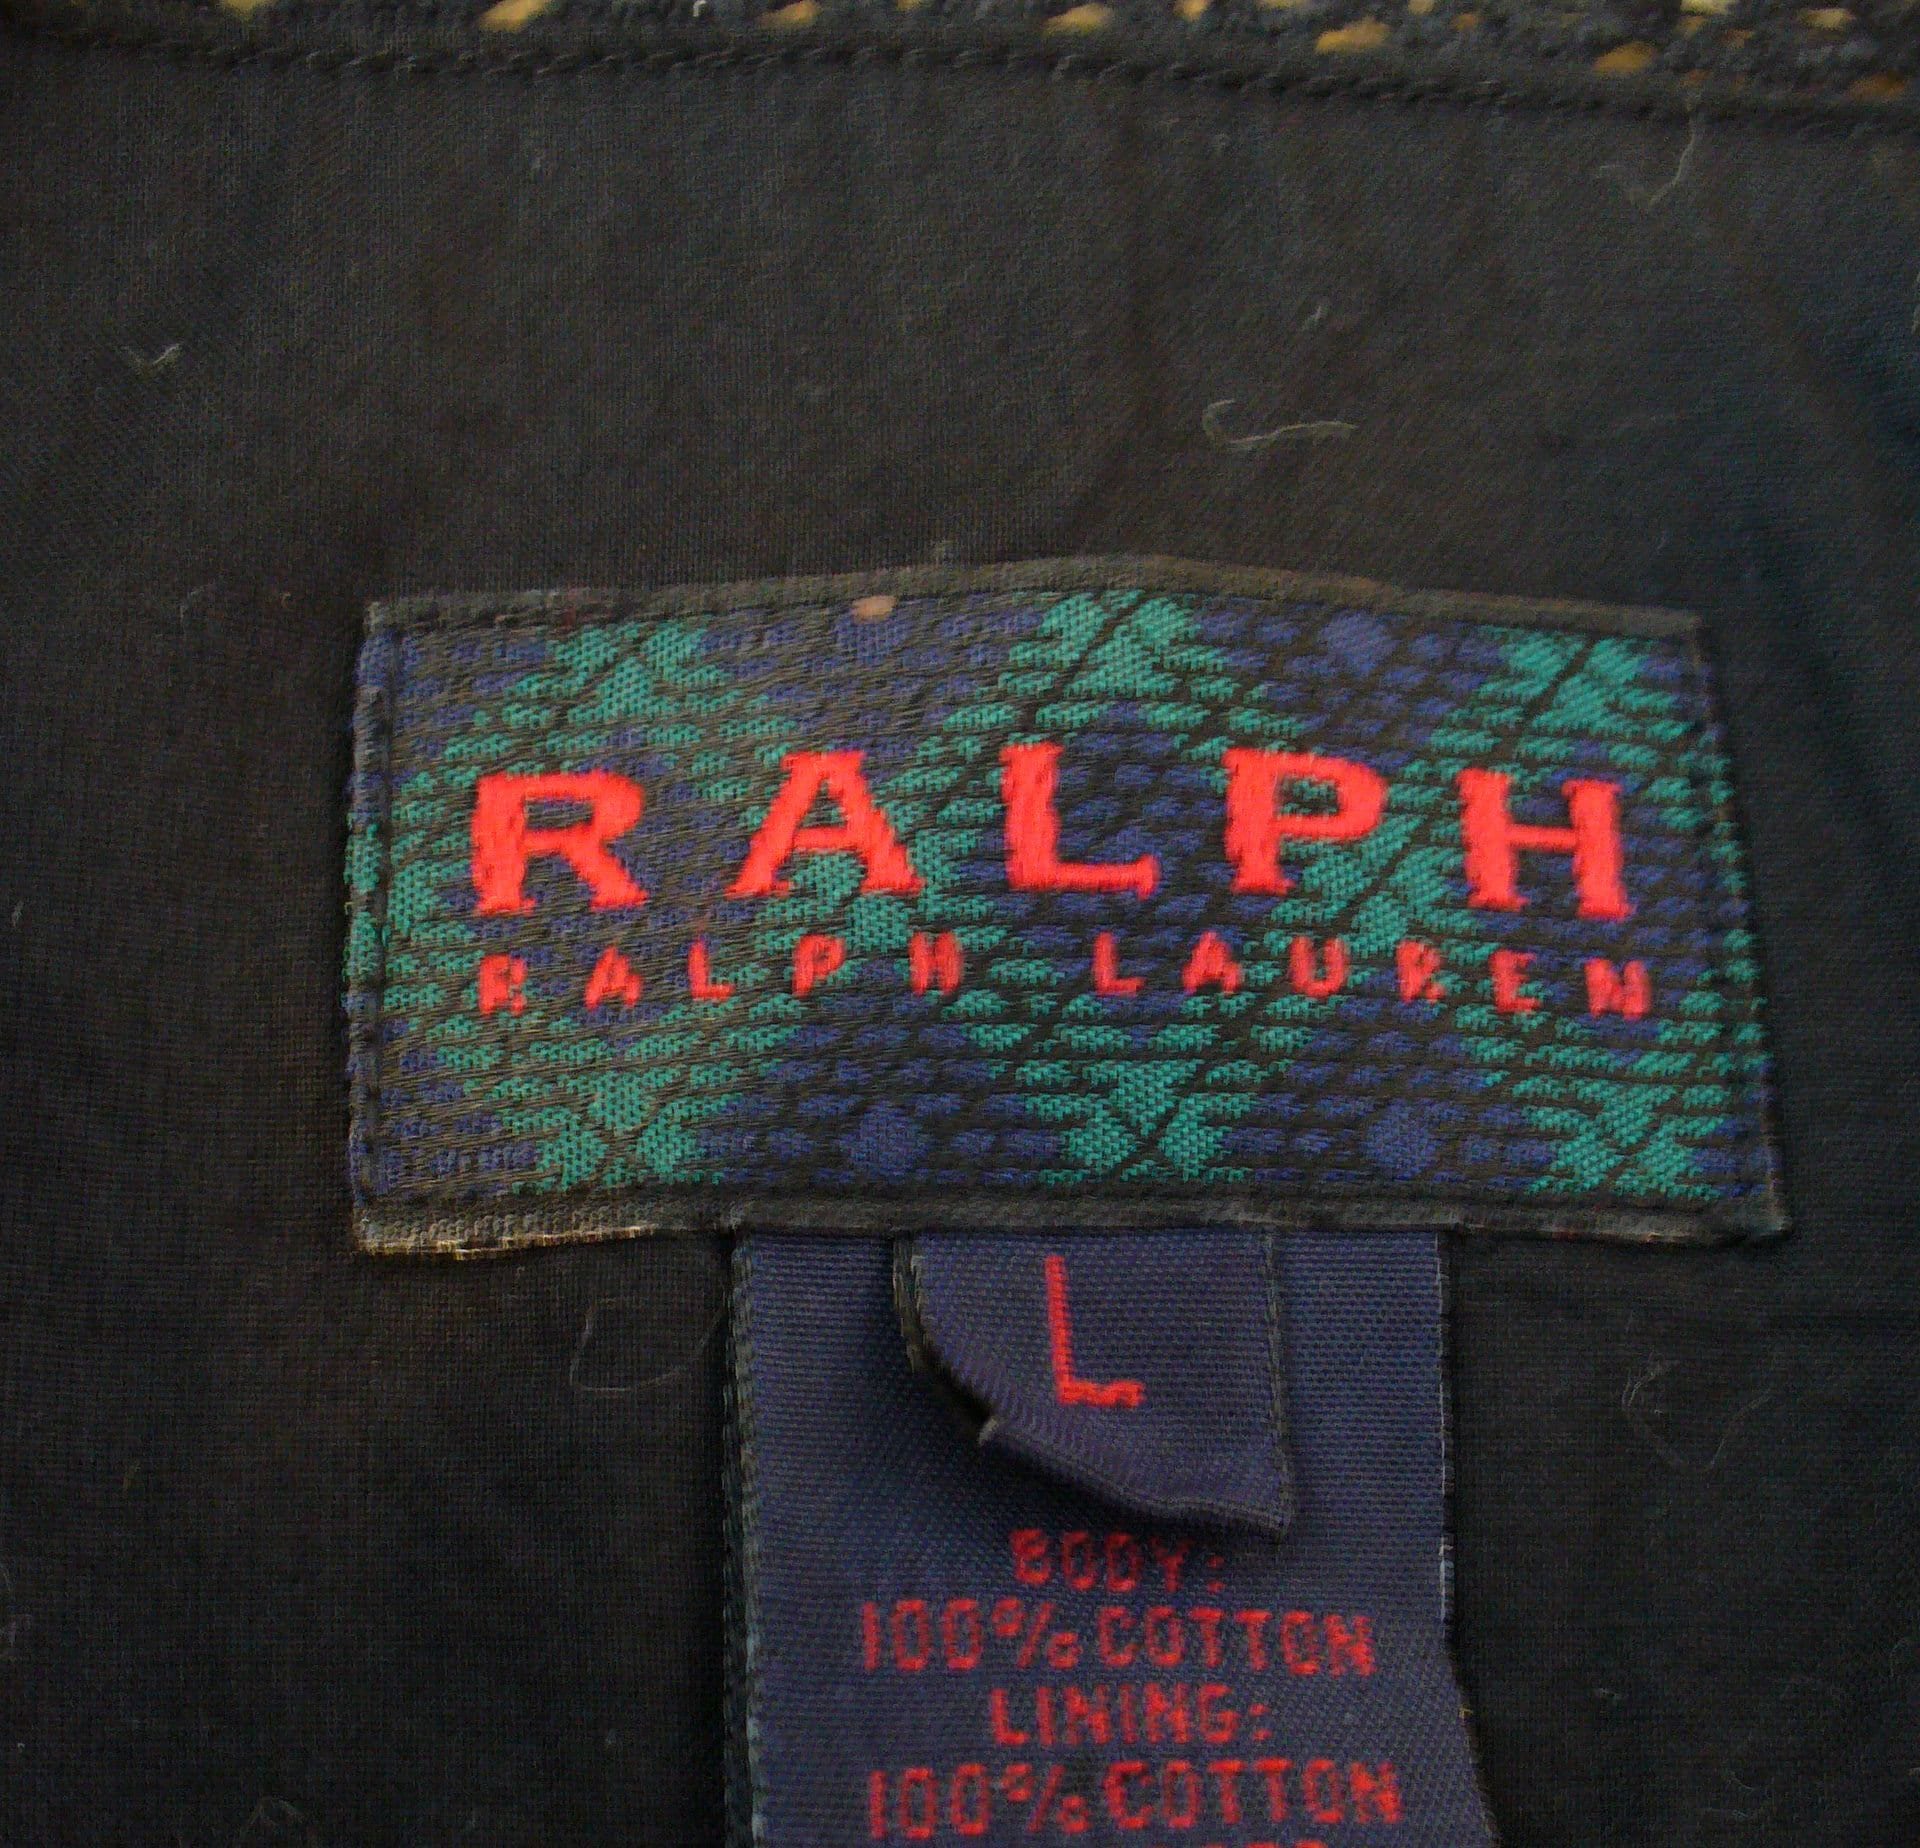 RALPH
RALPH LAUREN
L
BODY:
100% COTTON
LINING:
100% COTTON